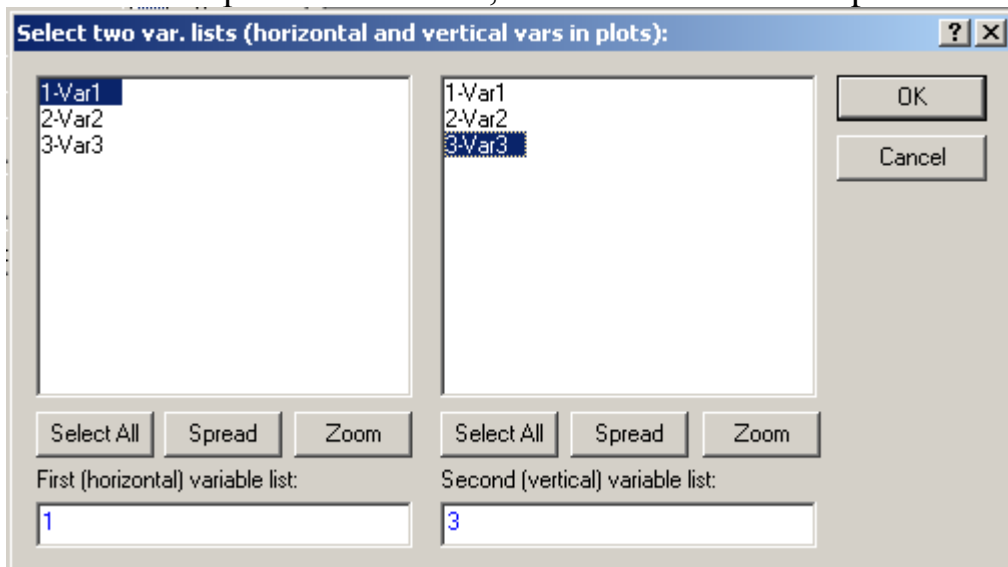 Select two var. lists (horizontal and vertical vars in plots):
1-Var1
2-Var2
3-Var3
1-Var1
2-Var2
3-Var3
OK
Cancel
Select All Spread Zoom
Select All Spread Zoom
First (horizontal) variable list:
Second (vertical) variable list:
1
3